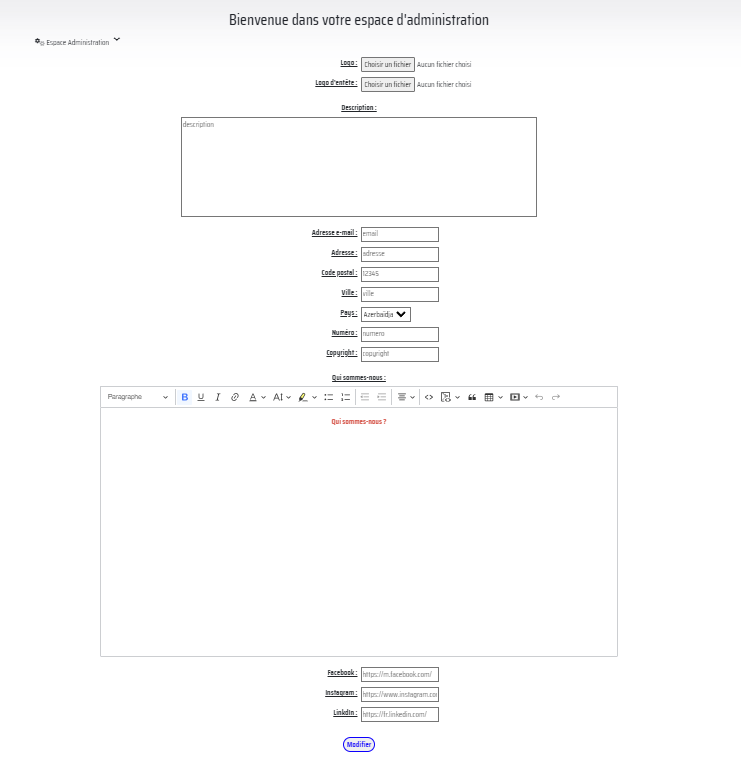 Bienvenue dans votre espace d'administration
Espace Administration
Logo : Choisir un fichier Aucun fichier choisi
Logo d'entête : Choisir un fichier Aucun fichier choisi
Description :
description
Adresse e-mail : email
Adresse : adresse
Code postal : 12345
Ville : ville
Pays : Azerbaïdja
Numéro : numero
Copyright : copyright
Qui sommes-nous :
Paragraphe B U I A AI
Qui sommes-nous ?
Facebook : https://m.facebook.com/
Instagram : https://www.instagram.co
LinkdIn : https://fr.linkedin.com/
Modifier